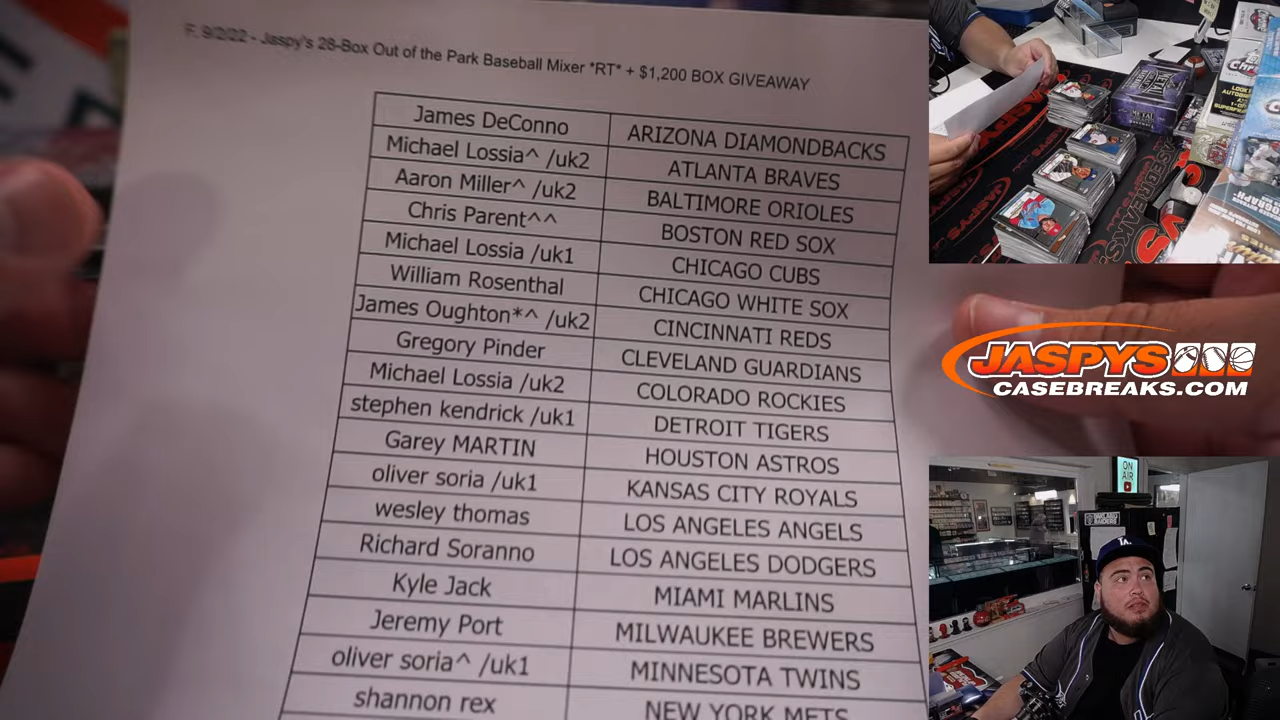 F. 9/2/22 - Jaspy's 28-Box Out of the Park Baseball Mixer *RT* + $1,200 BOX GIVEAWAY
James DeConno ARIZONA DIAMONDBACKS
Michael Lossia^ /uk2 ATLANTA BRAVES
Aaron Miller^ /uk2 BALTIMORE ORIOLES
Chris Parent^^ BOSTON RED SOX
Michael Lossia /uk1 CHICAGO CUBS
William Rosenthal CHICAGO WHITE SOX
James Oughton*^ /uk2 CINCINNATI REDS
Gregory Pinder CLEVELAND GUARDIANS
Michael Lossia /uk2 COLORADO ROCKIES
stephen kendrick /uk1 DETROIT TIGERS
Garey MARTIN HOUSTON ASTROS
oliver soria /uk1 KANSAS CITY ROYALS
wesley thomas LOS ANGELES ANGELS
Richard Soranno LOS ANGELES DODGERS
Kyle Jack MIAMI MARLINS
Jeremy Port MILWAUKEE BREWERS
oliver soria^ /uk1 MINNESOTA TWINS
shannon rex NEW YORK METS
METAL
JASPYS
CASEBREAKS.COM
ON
AIR